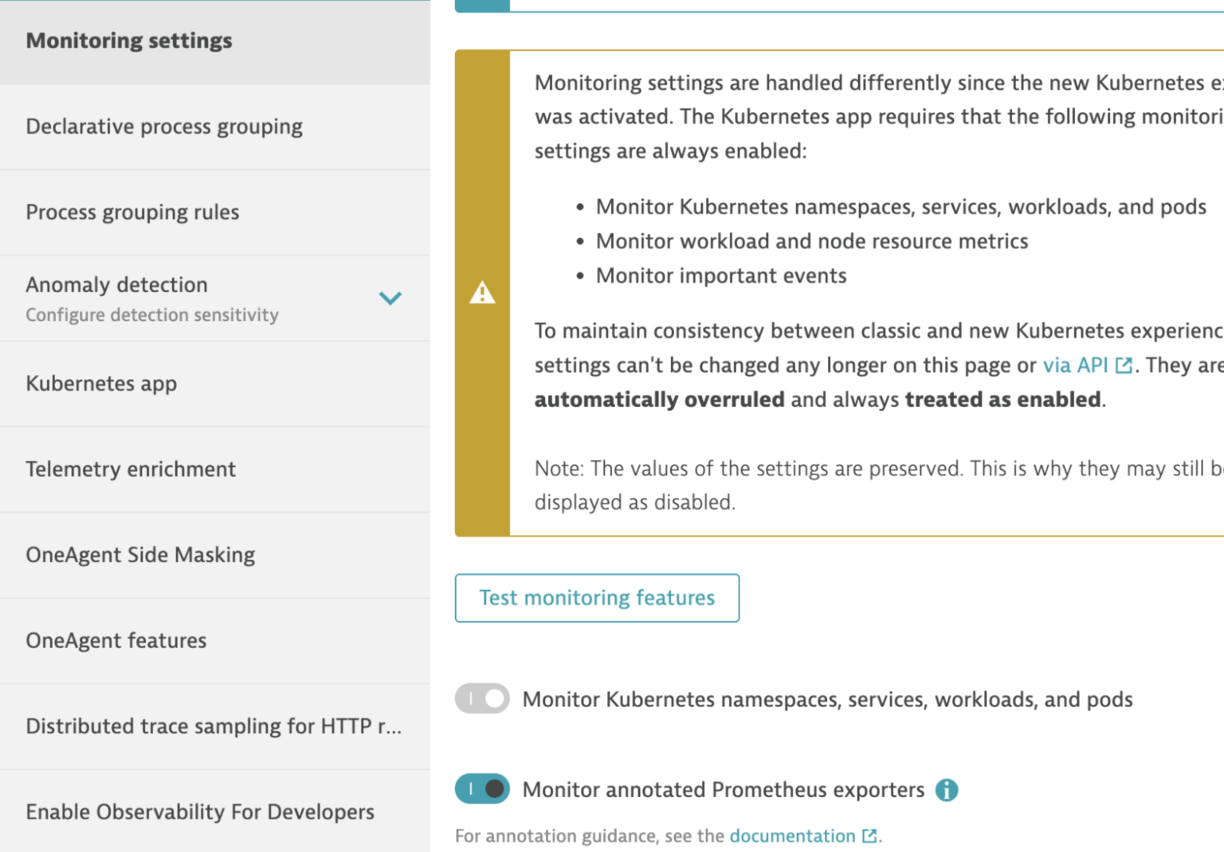 Monitoring settings
Declarative process grouping
Process grouping rules
Anomaly detection
Configure detection sensitivity
Kubernetes app
Telemetry enrichment
OneAgent Side Masking
OneAgent features
Distributed trace sampling for HTTP r...
Enable Observability For Developers
Monitoring settings are handled differently since the new Kubernetes
was activated. The Kubernetes app requires that the following
settings are always enabled:
• Monitor Kubernetes namespaces, services, workloads, and pods
• Monitor workload and node resource metrics
• Monitor important events
To maintain consistency between classic and new Kubernetes
settings can't be changed any longer on this page or via API. They are
automatically overruled and always treated as enabled.
Note: The values of the settings are preserved. This is why they may still
displayed as disabled.
Test monitoring features
Monitor Kubernetes namespaces, services, workloads, and pods
Monitor annotated Prometheus exporters
For annotation guidance, see the documentation.